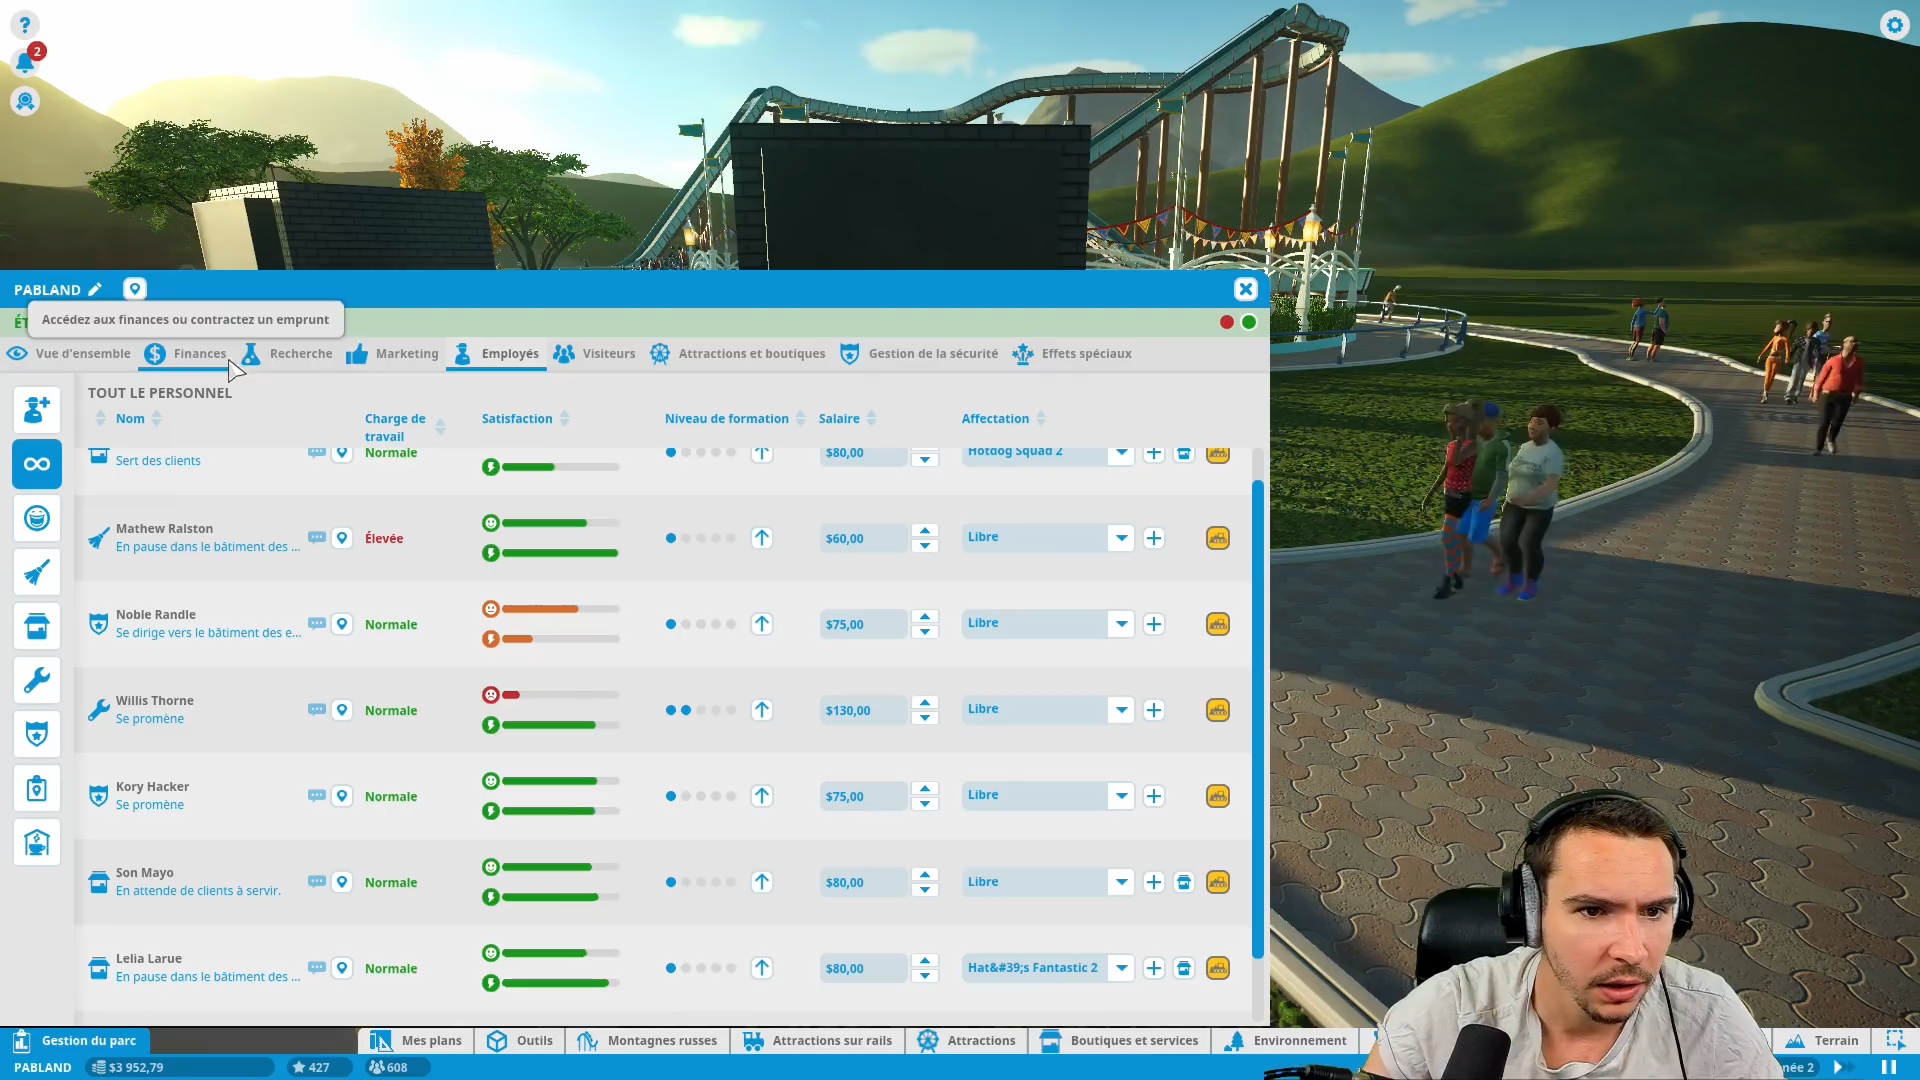 2
PABLAND
Accédez aux finances ou contractez un emprunt
Vue d'ensemble
Finances
Recherche
Marketing
Employés
Visiteurs
Attractions et boutiques
Gestion de la sécurité
Effets spéciaux
TOUT LE PERSONNEL
Nom
Charge de travail
Satisfaction
Niveau de formation
Salaire
Affectation
Sert des clients
Normale
$80,00
Hotdog Squad 2
Mathew Ralston
En pause dans le bâtiment des ...
Élevée
$60,00
Libre
Noble Randle
Se dirige vers le bâtiment des e...
Normale
$75,00
Libre
Willis Thorne
Se promène
Normale
$130,00
Libre
Kory Hacker
Se promène
Normale
$75,00
Libre
Son Mayo
En attende de clients à servir.
Normale
$80,00
Libre
Lelia Larue
En pause dans le bâtiment des ...
Normale
$80,00
Hat&#39;s Fantastic 2
Gestion du parc
Mes plans
Outils
Montagnes russes
Attractions sur rails
Attractions
Boutiques et services
Environnement
Terrain
PABLAND
$3 952,79
427
608
née 2